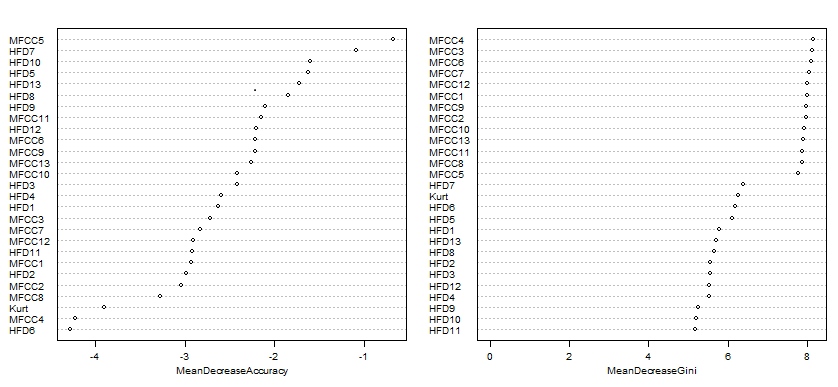 MFCC5
HFD7
HFD10
HFD5
HFD13
HFD8
HFD9
MFCC11
HFD12
MFCC6
MFCC9
MFCC13
MFCC10
HFD3
HFD4
HFD1
MFCC3
MFCC7
MFCC12
HFD11
MFCC1
HFD2
MFCC2
MFCC8
Kurt
MFCC4
HFD6
-4 -3 -2 -1
MeanDecreaseAccuracy
MFCC4
MFCC3
MFCC6
MFCC7
MFCC12
MFCC1
MFCC9
MFCC2
MFCC10
MFCC13
MFCC11
MFCC8
MFCC5
HFD7
Kurt
HFD6
HFD5
HFD1
HFD13
HFD8
HFD2
HFD3
HFD12
HFD4
HFD9
HFD10
HFD11
0 2 4 6 8
MeanDecreaseGini